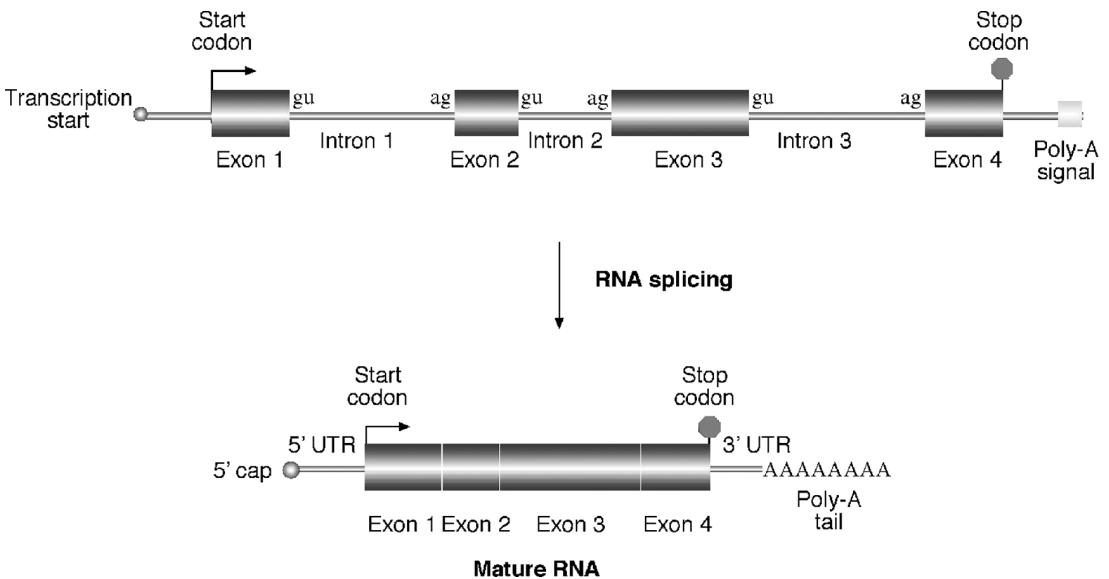 Start
codon
Stop
codon
Transcription
start
gu
ag
gu
ag
gu
ag
Intron 1
Intron 2
Intron 3
Exon 1
Exon 2
Exon 3
Exon 4
Poly-A
signal
RNA splicing
Start
codon
Stop
codon
5' UTR
3' UTR
5' cap
AAAAAAAA
Poly-A
tail
Exon 1
Exon 2
Exon 3
Exon 4
Mature RNA